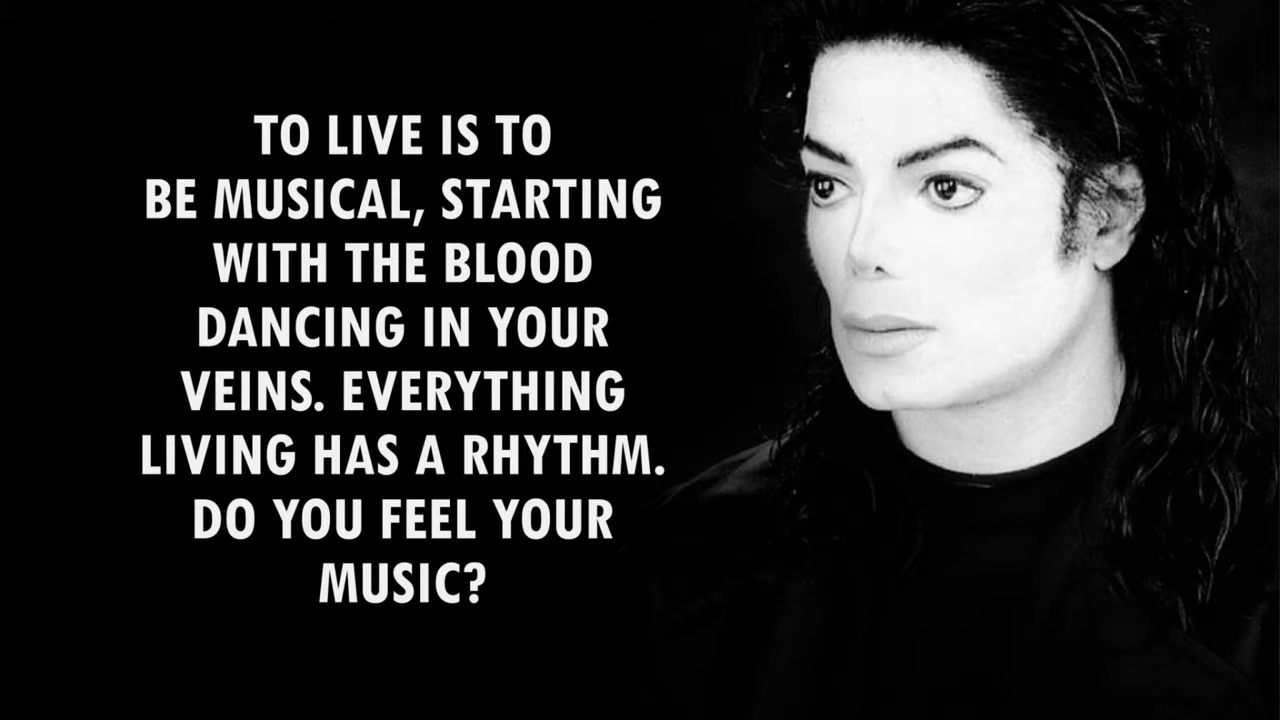 TO LIVE IS TO
BE MUSICAL, STARTING
WITH THE BLOOD
DANCING IN YOUR
VEINS. EVERYTHING
LIVING HAS A RHYTHM.
DO YOU FEEL YOUR
MUSIC?